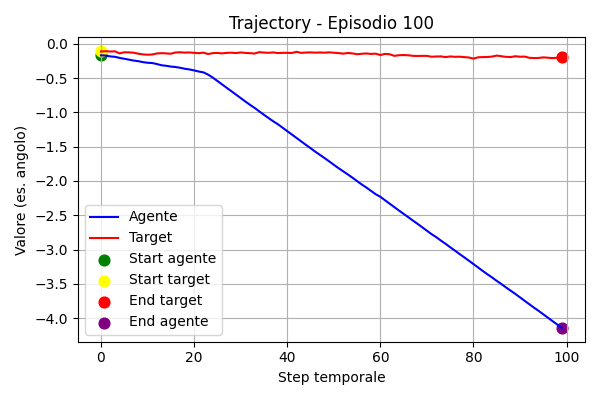 Trajectory - Episodio 100
Valore (es. angolo)
0.0
−0.5
−1.0
−1.5
−2.0
−2.5
−3.0
−3.5
−4.0
Agente
Target
Start agente
Start target
End target
End agente
0 20 40 60 80 100
Step temporale